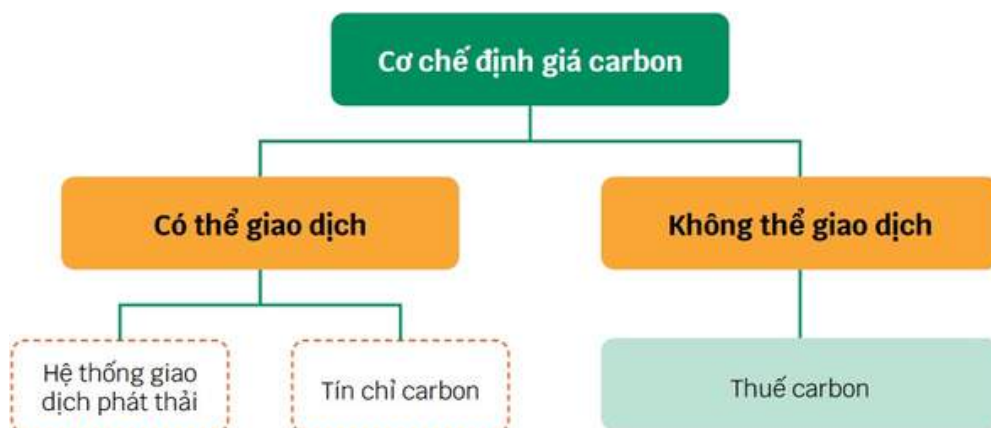 Cơ chế định giá carbon
Có thể giao dịch
Không thể giao dịch
Hệ thống giao
dịch phát thải
Tín chỉ carbon
Thuế carbon